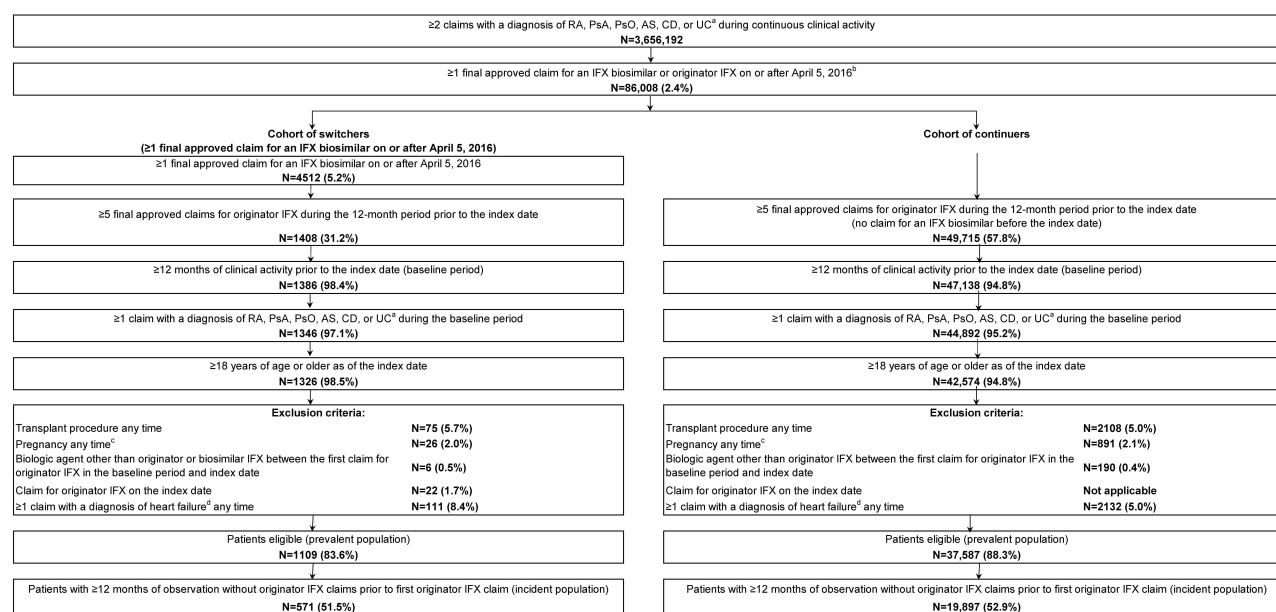 ≥2 claims with a diagnosis of RA, PsA, PsO, AS, CD, or UCᵃ during continuous clinical activity
N=3,656,192
≥1 final approved claim for an IFX biosimilar or originator IFX on or after April 5, 2016ᵇ
N=86,008 (2.4%)
Cohort of switchers
(≥1 final approved claim for an IFX biosimilar on or after April 5, 2016)
≥1 final approved claim for an IFX biosimilar on or after April 5, 2016
N=4512 (5.2%)
≥5 final approved claims for originator IFX during the 12-month period prior to the index date
N=1408 (31.2%)
≥12 months of clinical activity prior to the index date (baseline period)
N=1386 (98.4%)
≥1 claim with a diagnosis of RA, PsA, PsO, AS, CD, or UCᵃ during the baseline period
N=1346 (97.1%)
≥18 years of age or older as of the index date
N=1326 (98.5%)
Exclusion criteria:
Transplant procedure any time N=75 (5.7%)
Pregnancy any timeᶜ N=26 (2.0%)
Biologic agent other than originator or biosimilar IFX between the first claim for
originator IFX in the baseline period and index date N=6 (0.5%)
Claim for originator IFX on the index date N=22 (1.7%)
≥1 claim with a diagnosis of heart failureᵈ any time N=111 (8.4%)
Patients eligible (prevalent population)
N=1109 (83.6%)
Patients with ≥12 months of observation without originator IFX claims prior to first originator IFX claim (incident population)
N=571 (51.5%)
Cohort of continuers
≥5 final approved claims for originator IFX during the 12-month period prior to the index date
(no claim for an IFX biosimilar before the index date)
N=49,715 (57.8%)
≥12 months of clinical activity prior to the index date (baseline period)
N=47,138 (94.8%)
≥1 claim with a diagnosis of RA, PsA, PsO, AS, CD, or UCᵃ during the baseline period
N=44,892 (95.2%)
≥18 years of age or older as of the index date
N=42,574 (94.8%)
Exclusion criteria:
Transplant procedure any time N=2108 (5.0%)
Pregnancy any timeᶜ N=891 (2.1%)
Biologic agent other than originator IFX between the first claim for originator IFX in the
baseline period and index date N=190 (0.4%)
Claim for originator IFX on the index date Not applicable
≥1 claim with a diagnosis of heart failureᵈ any time N=2132 (5.0%)
Patients eligible (prevalent population)
N=37,587 (88.3%)
Patients with ≥12 months of observation without originator IFX claims prior to first originator IFX claim (incident population)
N=19,897 (52.9%)